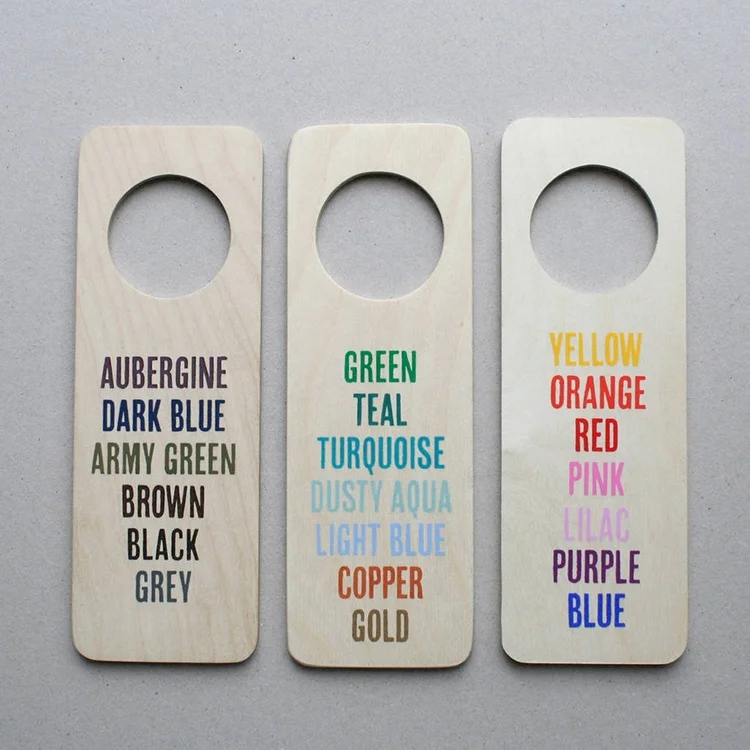 AUBERGINE
DARK BLUE
ARMY GREEN
BROWN
BLACK
GREY
GREEN
TEAL
TURQUOISE
DUSTY AQUA
LIGHT BLUE
COPPER
GOLD
YELLOW
ORANGE
RED
PINK
LILAC
PURPLE
BLUE